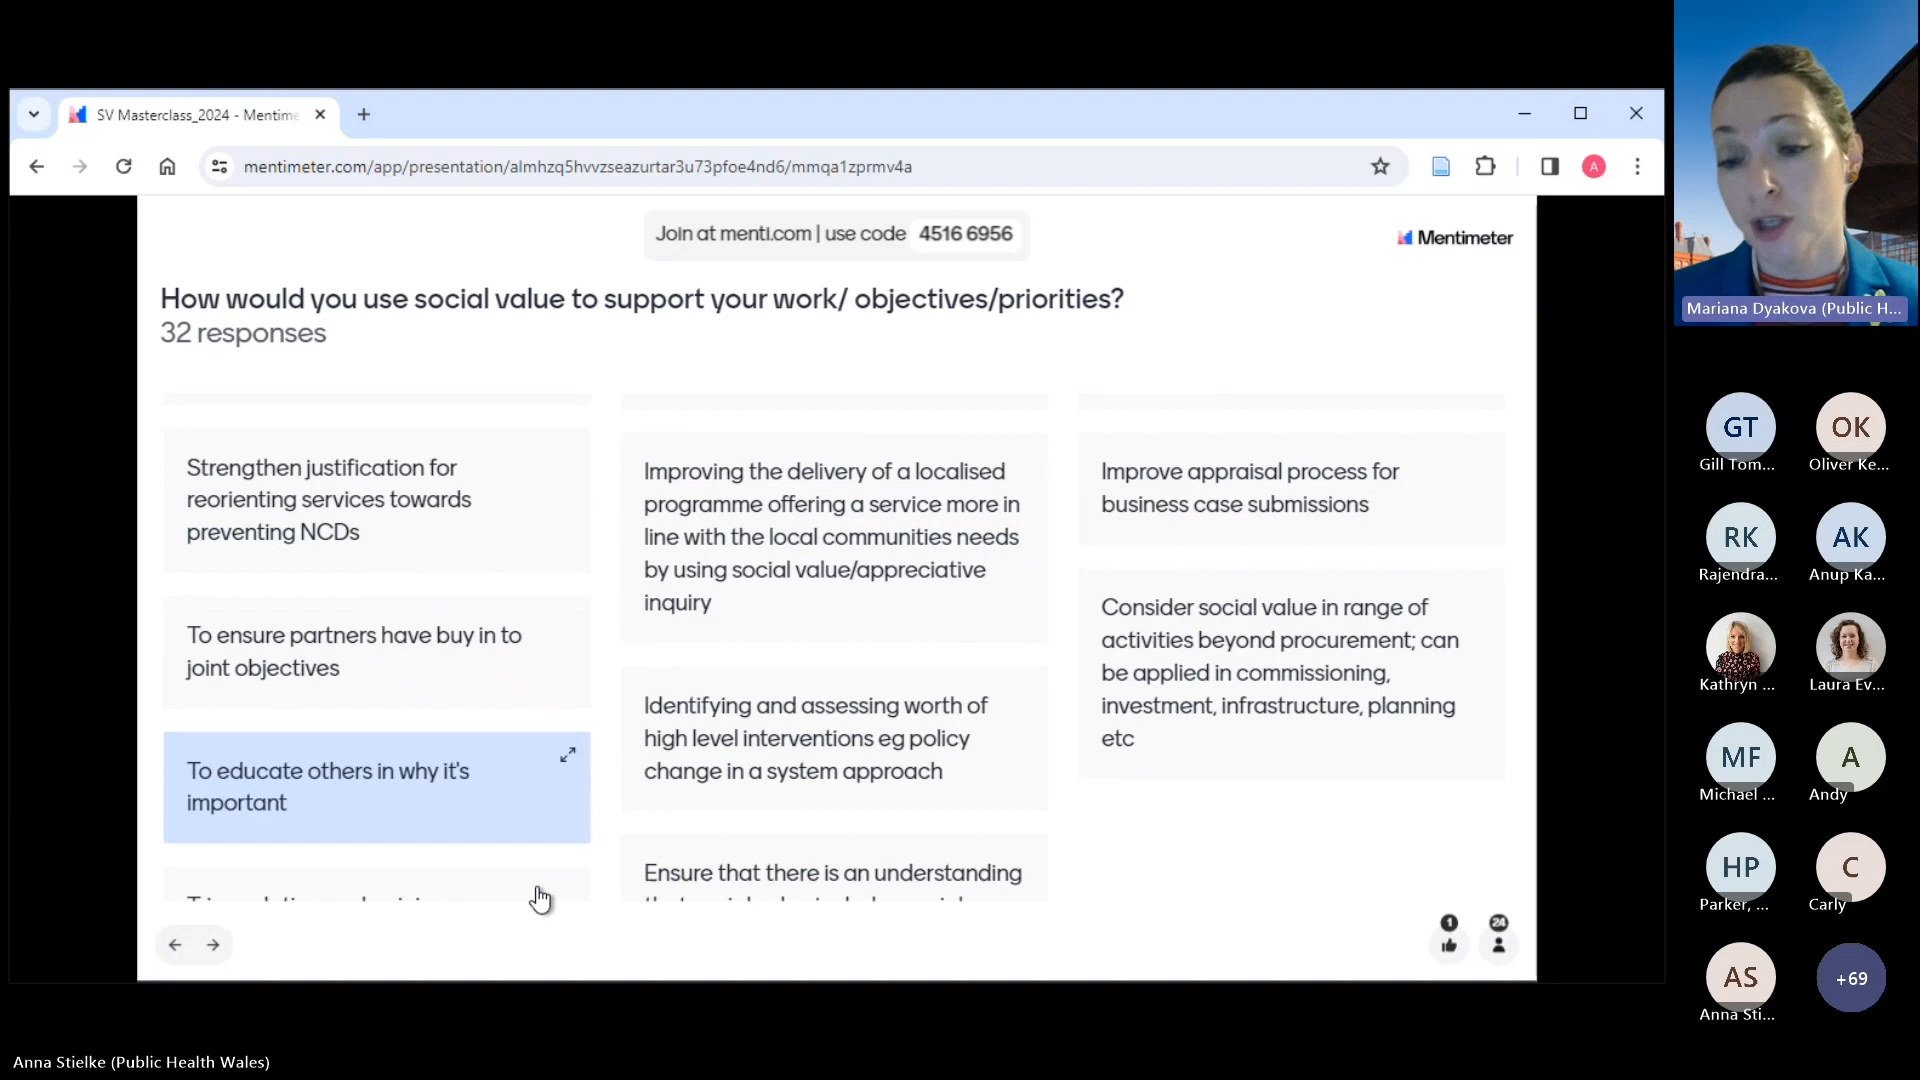 SV Masterclass_2024 - Mentime
mentimeter.com/app/presentation/almhzq5hvvzseazurtar3u73pfoe4nd6/mmqa1zprmv4a
A
Join at menti.com | use code 4516 6956
Mentimeter
How would you use social value to support your work/ objectives/priorities?
32 responses
Strengthen justification for
reorienting services towards
preventing NCDs
To ensure partners have buy in to
joint objectives
To educate others in why it's
important
Improving the delivery of a localised
programme offering a service more in
line with the local communities needs
by using social value/appreciative
inquiry
Identifying and assessing worth of
high level interventions eg policy
change in a system approach
Ensure that there is an understanding
Improve appraisal process for
business case submissions
Consider social value in range of
activities beyond procurement; can
be applied in commissioning,
investment, infrastructure, planning
etc
1
24
Mariana Dyakova (Public H...
GT
Gill Tom...
OK
Oliver Ke...
RK
Rajendra...
AK
Anup Ka...
Kathryn ...
Laura Ev...
MF
Michael ...
A
Andy
HP
Parker, ...
C
Carly
AS
Anna Sti...
+69
Anna Stielke (Public Health Wales)